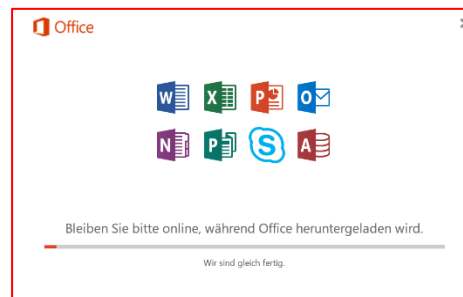 Office
W X P O
N P S A
Bleiben Sie bitte online, während Office heruntergeladen wird.
Wir sind gleich fertig.